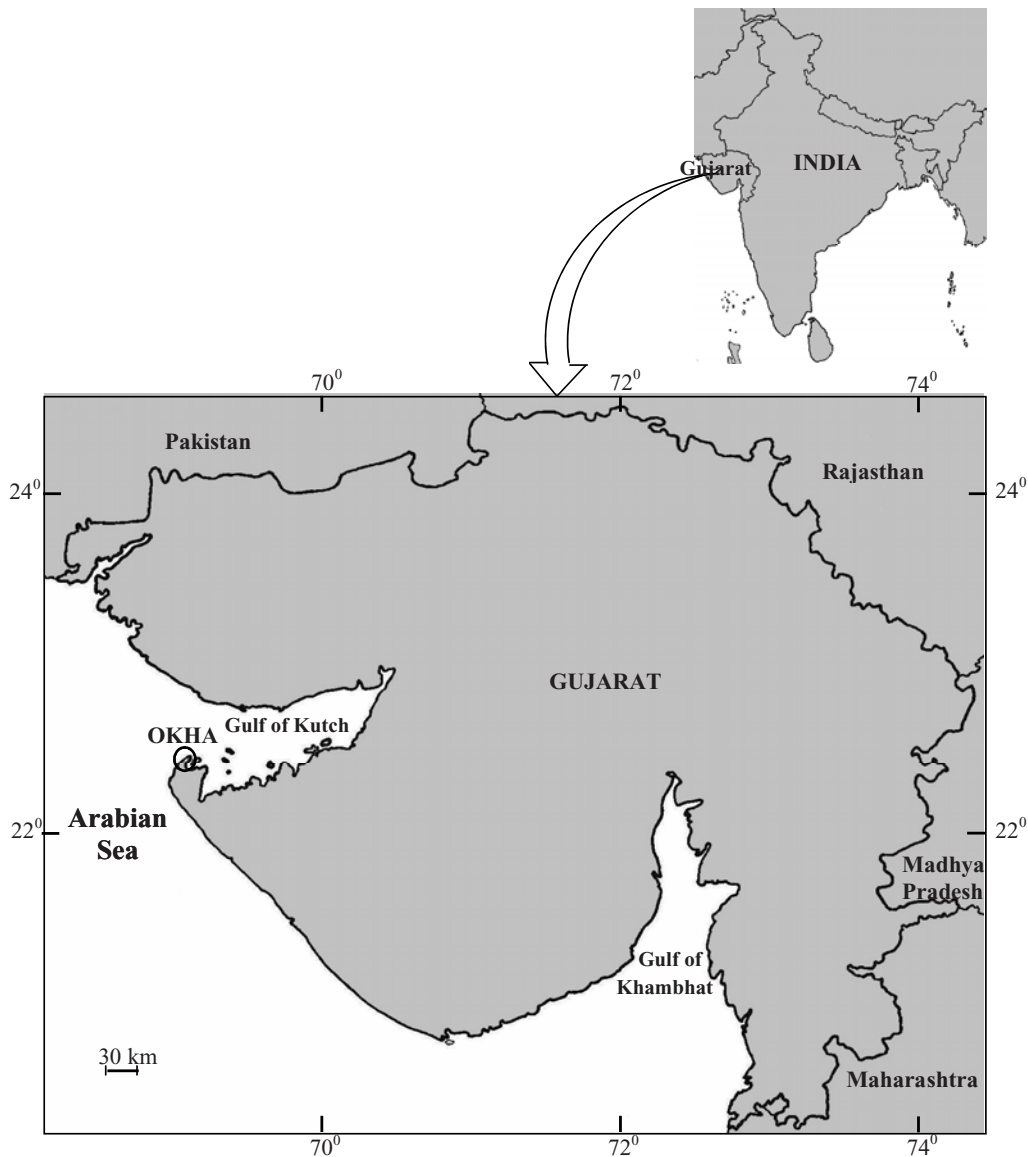 INDIA
Gujarat
70⁰
72⁰
74⁰
Pakistan
Rajasthan
24⁰
24⁰
GUJARAT
Gulf of Kutch
OKHA
Arabian
Sea
22⁰
22⁰
Madhya
Pradesh
Gulf of
Khambhat
30 km
Maharashtra
70⁰
72⁰
74⁰